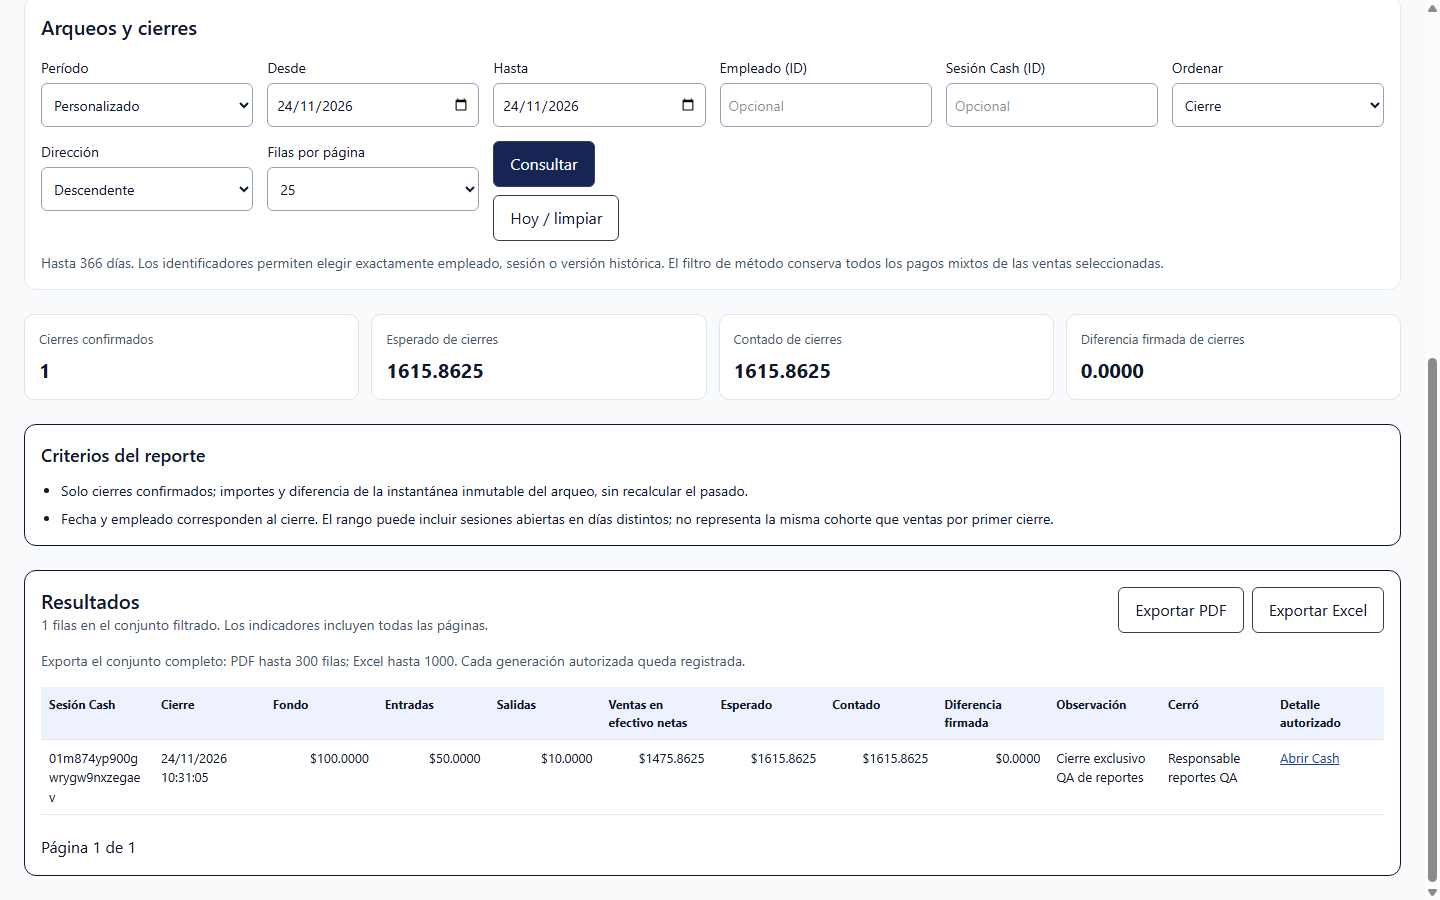 Arqueos y cierres
Período
Desde
Hasta
Empleado (ID)
Sesión Cash (ID)
Ordenar
Personalizado
24/11/2026
24/11/2026
Opcional
Opcional
Cierre
Dirección
Filas por página
Descendente
25
Consultar
Hoy / limpiar
Hasta 366 días. Los identificadores permiten elegir exactamente empleado, sesión o versión histórica. El filtro de método conserva todos los pagos mixtos de las ventas seleccionadas.
Cierres confirmados
1
Esperado de cierres
1615.8625
Contado de cierres
1615.8625
Diferencia firmada de cierres
0.0000
Criterios del reporte
• Solo cierres confirmados; importes y diferencia de la instantánea inmutable del arqueo, sin recalcular el pasado.
• Fecha y empleado corresponden al cierre. El rango puede incluir sesiones abiertas en días distintos; no representa la misma cohorte que ventas por primer cierre.
Resultados
1 filas en el conjunto filtrado. Los indicadores incluyen todas las páginas.
Exportar PDF
Exportar Excel
Exporta el conjunto completo: PDF hasta 300 filas; Excel hasta 1000. Cada generación autorizada queda registrada.
Sesión Cash
Cierre
Fondo
Entradas
Salidas
Ventas en
efectivo netas
Esperado
Contado
Diferencia
firmada
Observación
Cerró
Detalle
autorizado
01m874yp900g
wrygw9nxzegae
v
24/11/2026
10:31:05
$100.0000
$50.0000
$10.0000
$1475.8625
$1615.8625
$1615.8625
$0.0000
Cierre exclusivo
QA de reportes
Responsable
reportes QA
Abrir Cash
Página 1 de 1